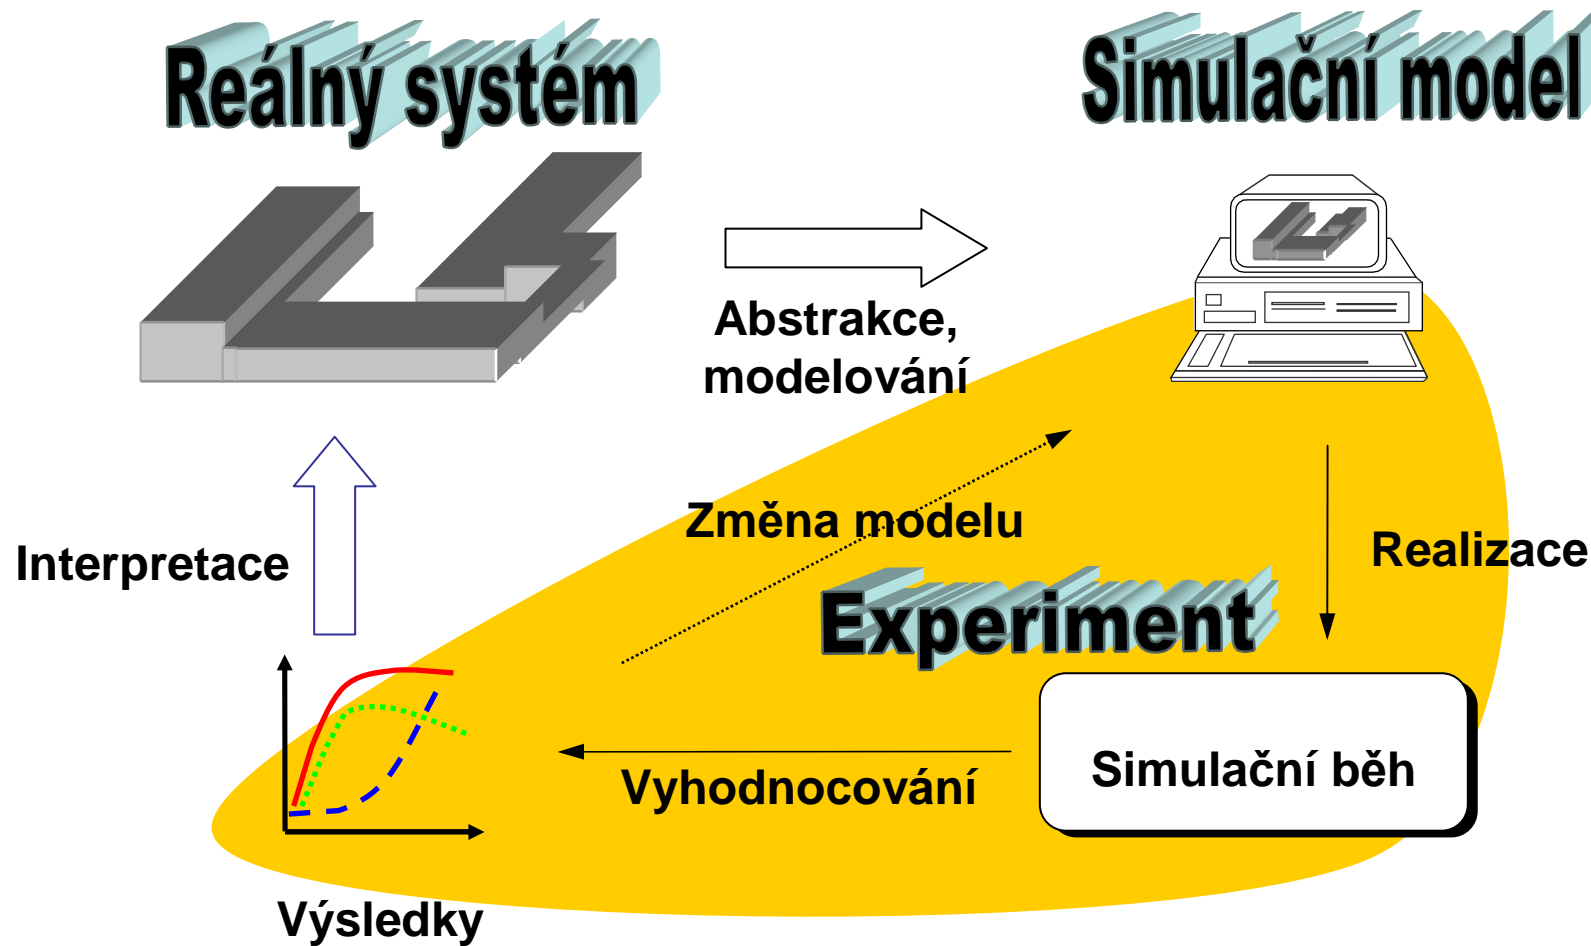 Reálný systém
Simulační model
Abstrakce,
modelování
Změna modelu
Interpretace
Realizace
Experiment
Simulační běh
Vyhodnocování
Výsledky